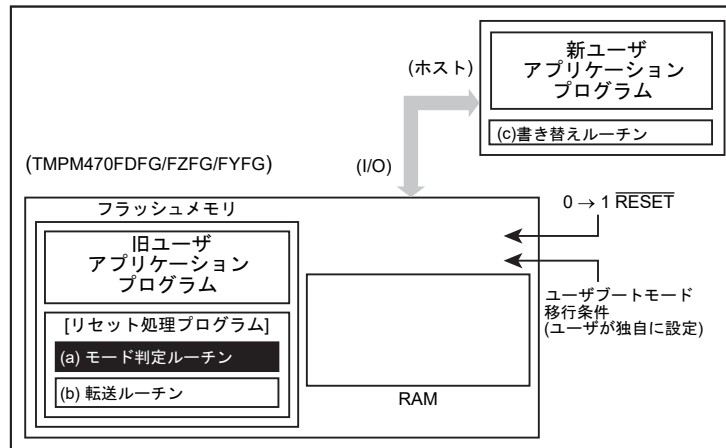 新ユーザ
アプリケーション
プログラム
(ホスト)
(c)書き替えルーチン
(TMPM470FDFG/FZFG/FYFG)
(I/O)
0 → 1 RESET
フラッシュメモリ
旧ユーザ
アプリケーション
プログラム
ユーザブートモード
移行条件
(ユーザが独自に設定)
[リセット処理プログラム]
(a) モード判定ルーチン
(b) 転送ルーチン
RAM